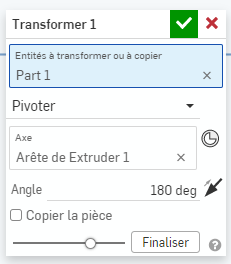 Transformer 1
Entités à transformer ou à copier
Part 1
Pivoter
Axe
Arête de Extruder 1
Angle 180 deg
Copier la pièce
Finaliser